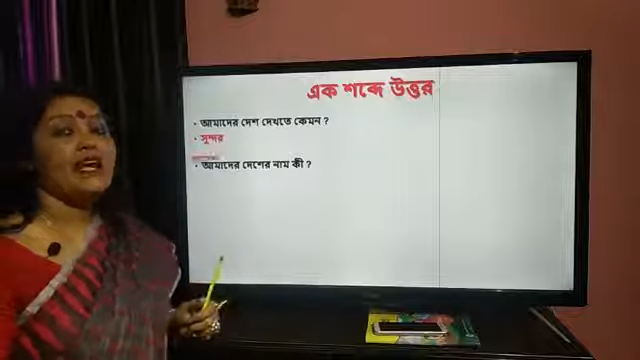 এক শব্দে উত্তর
• আমাদের দেশ দেখতে কেমন ?
• সুন্দর
• আমাদের দেশের নাম কী ?